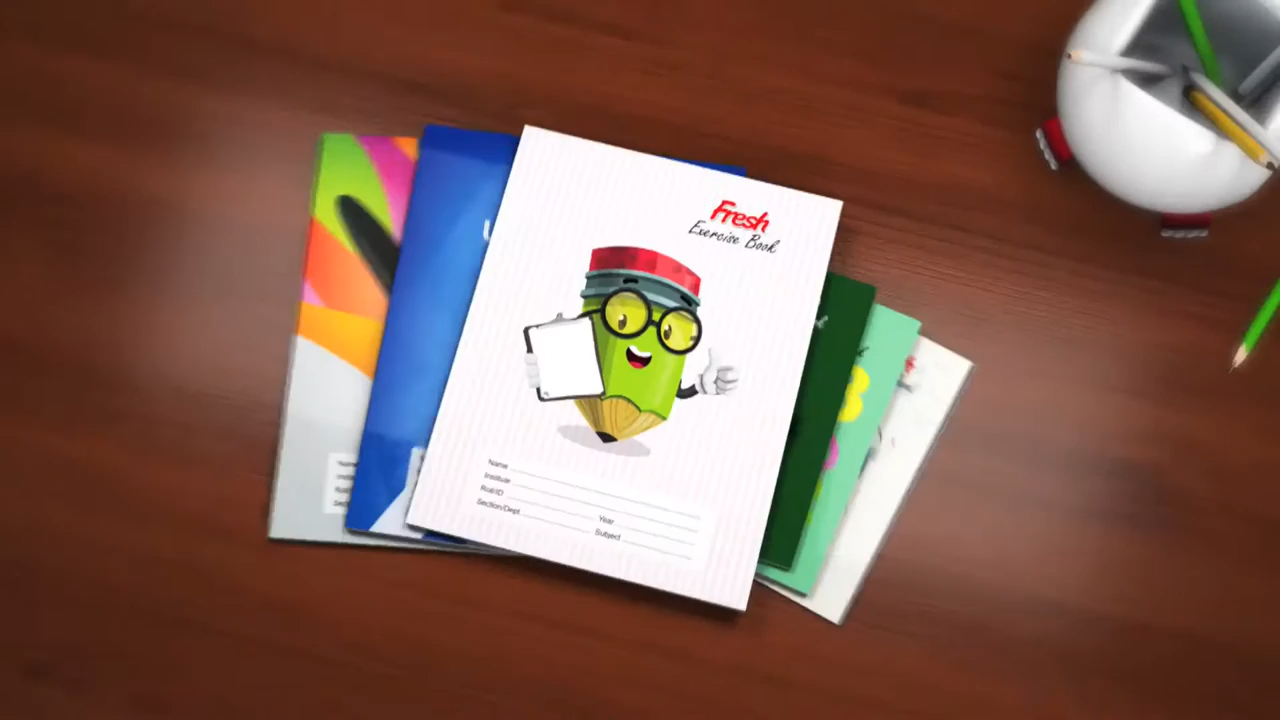 Fresh
Exercise Book
Name
Institute
Roll/ID
Section/Dept.
Year
Subject